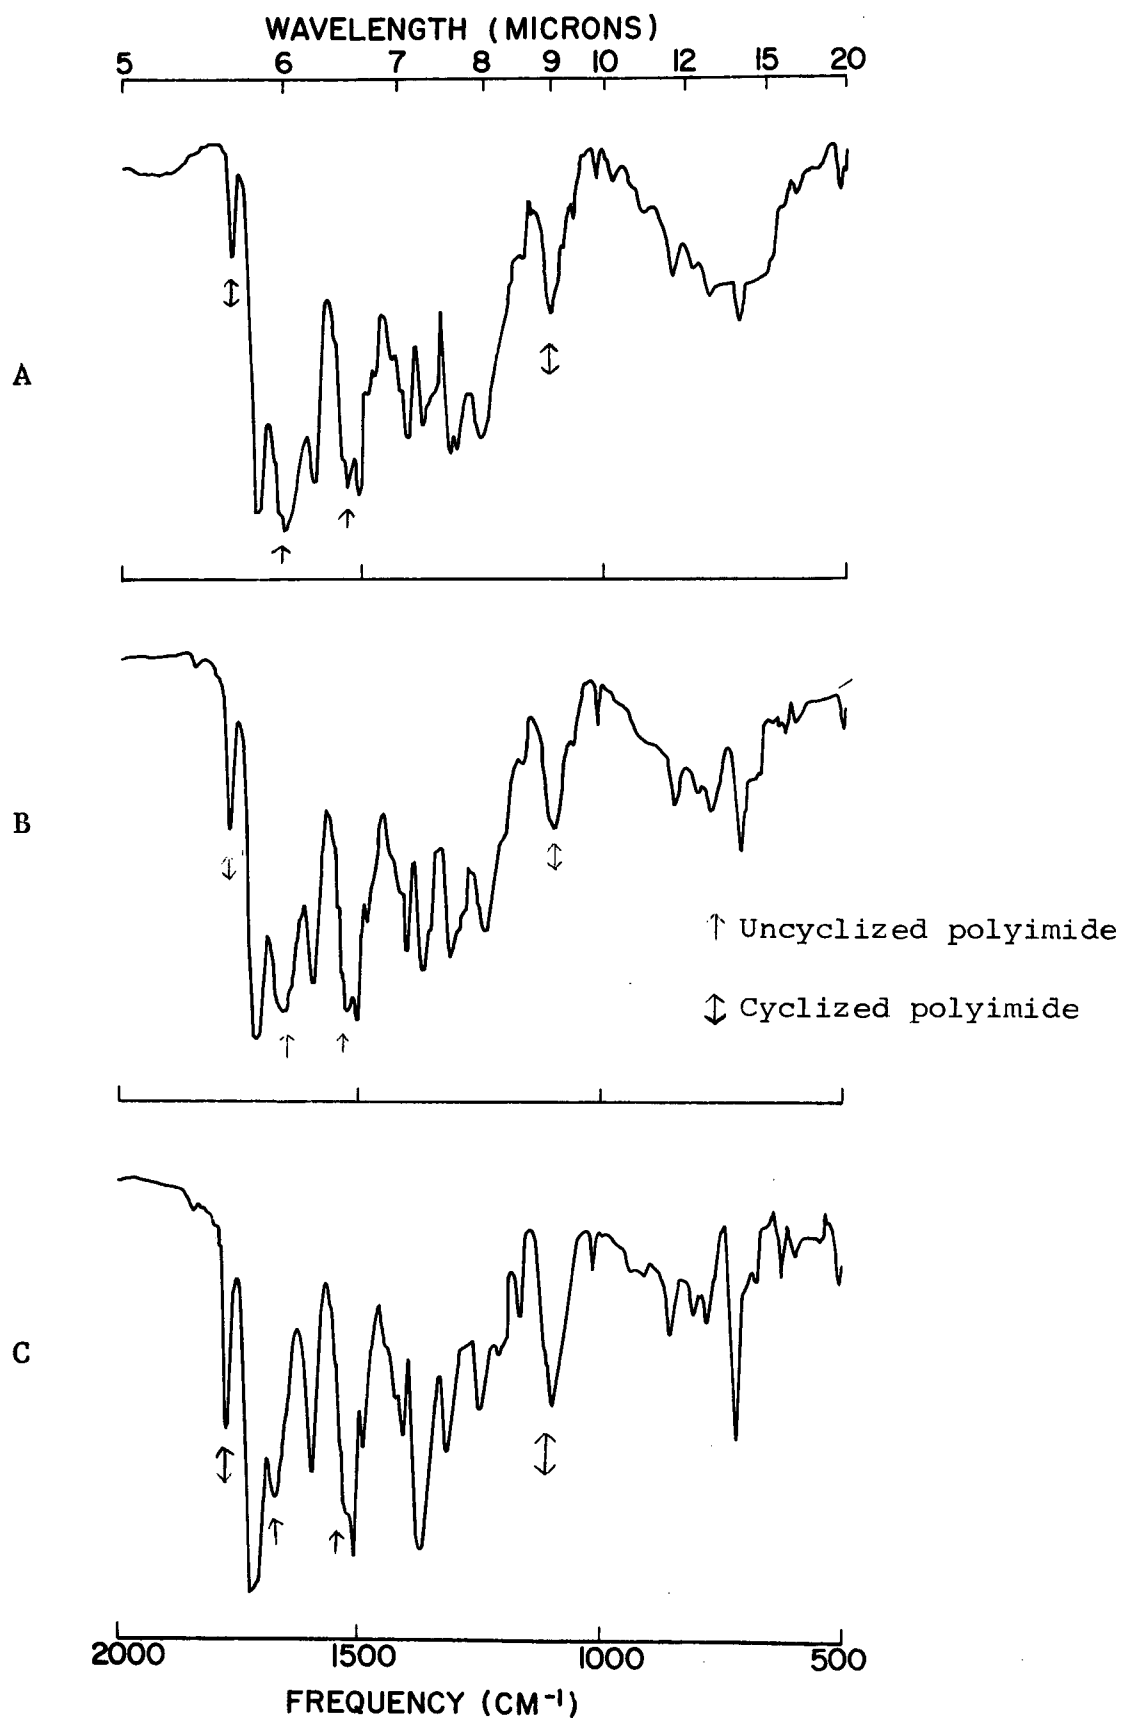 WAVELENGTH (MICRONS)
5 6 7 8 9 10 12 15 20
A
B
↑ Uncyclized polyimide
↕ Cyclized polyimide
C
2000 1500 1000 500
FREQUENCY (CM⁻¹)